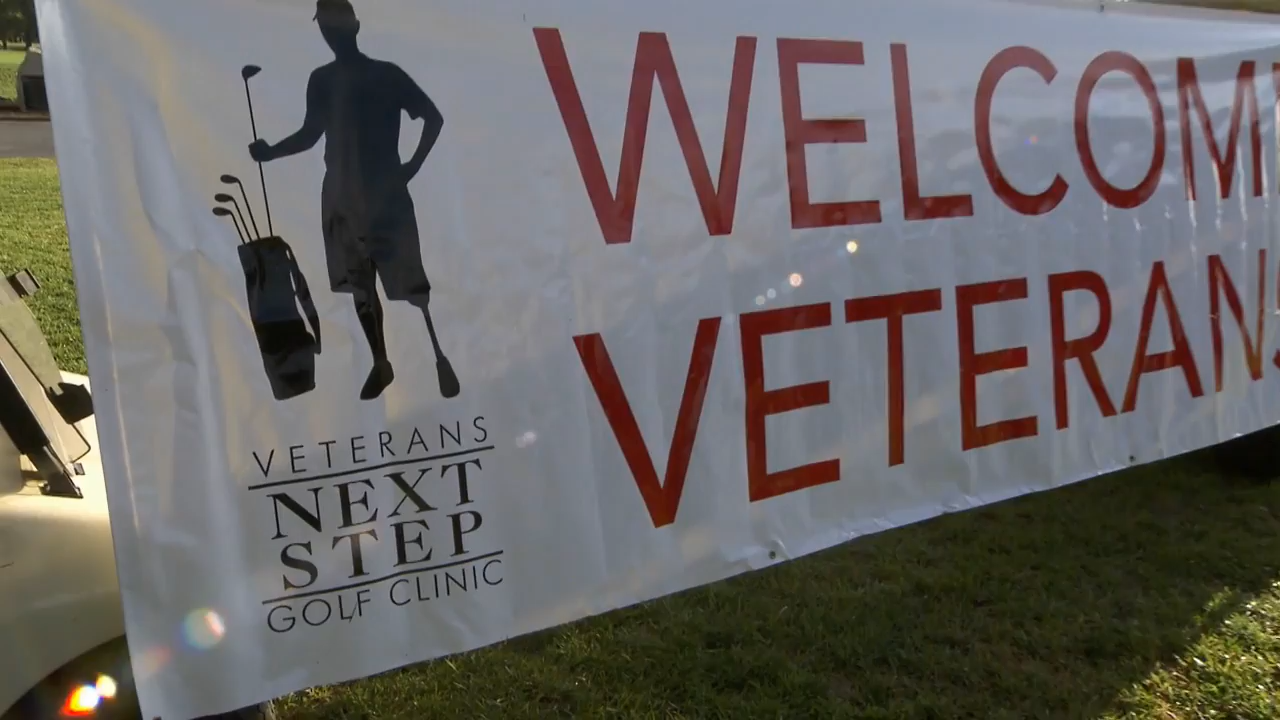 WELCOM
VETERANS
VETERANS
NEXT
STEP
GOLF CLINIC